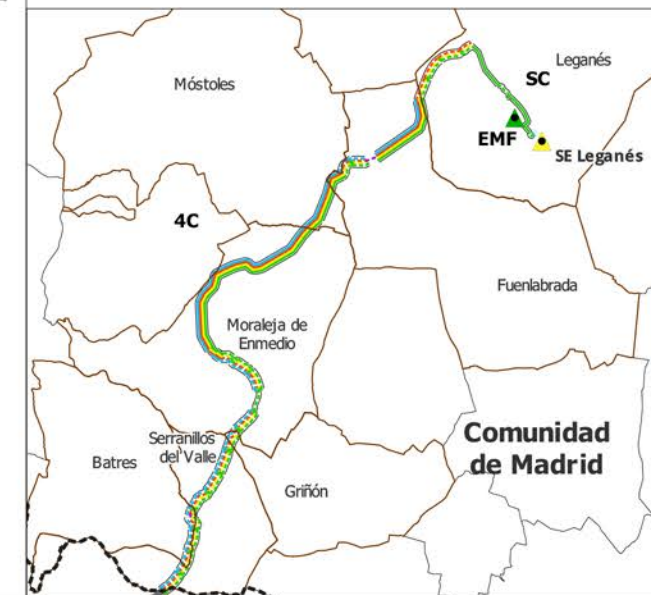 Leganés
Móstoles
SC
EMF
SE Leganés
4C
Fuenlabrada
Moraleja de
Enmedio
Comunidad
de Madrid
Serranillos
del Valle
Batres
Griñón